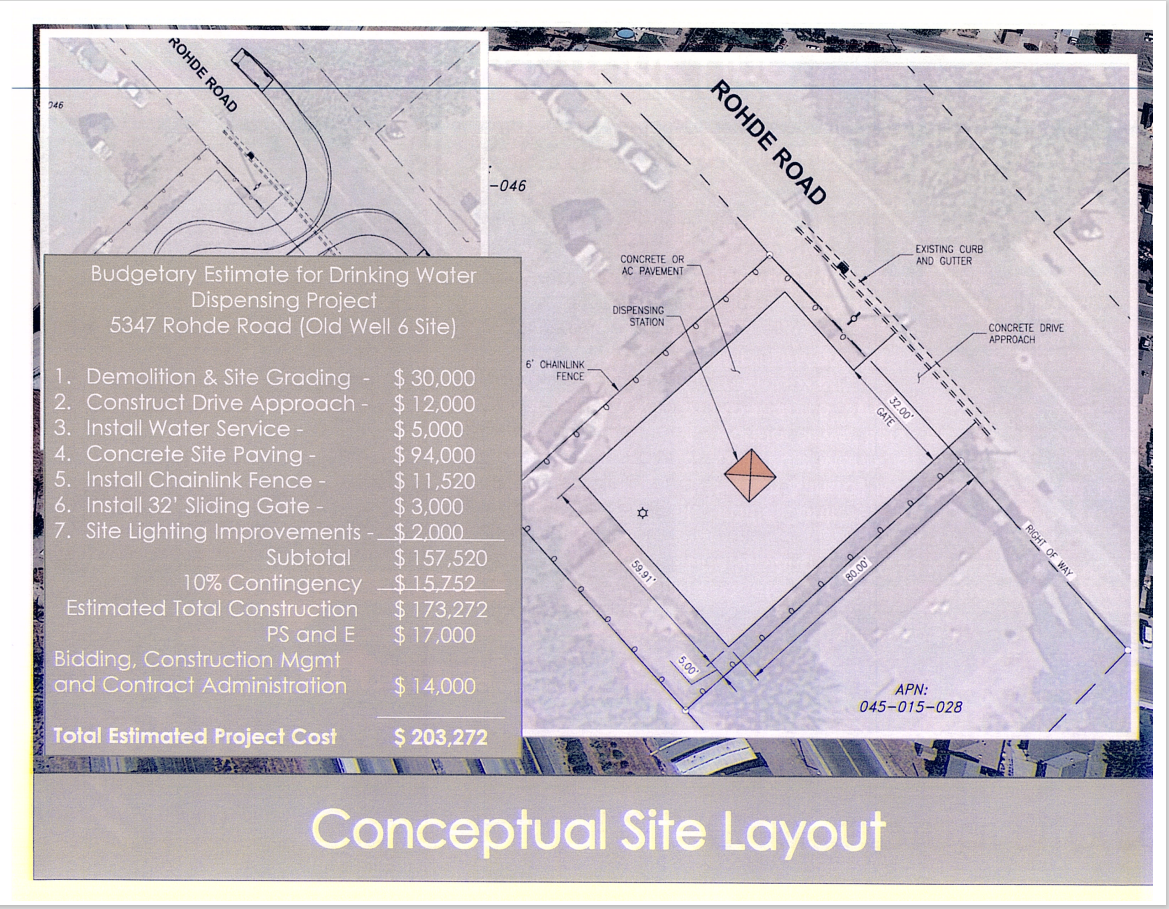 ROHDE ROAD
046
Budgetary Estimate for Drinking Water
Dispensing Project
5347 Rohde Road (Old Well 6 Site)
1. Demolition & Site Grading - $ 30,000
2. Construct Drive Approach - $ 12,000
3. Install Water Service - $ 5,000
4. Concrete Site Paving - $ 94,000
5. Install Chainlink Fence - $ 11,520
6. Install 32' Sliding Gate - $ 3,000
7. Site Lighting Improvements - $ 2,000
Subtotal $ 157,520
10% Contingency $ 15,752
Estimated Total Construction $ 173,272
PS and E $ 17,000
Bidding, Construction Mgmt
and Contract Administration $ 14,000
Total Estimated Project Cost $ 203,272
ROHDE ROAD
-046
CONCRETE OR
AC PAVEMENT
EXISTING CURB
AND GUTTER
DISPENSING
STATION
CONCRETE DRIVE
APPROACH
6' CHAINLINK
FENCE
32.00'
GATE
RIGHT OF WAY
59.91'
80.00'
5.00'
APN:
045-015-028
Conceptual Site Layout